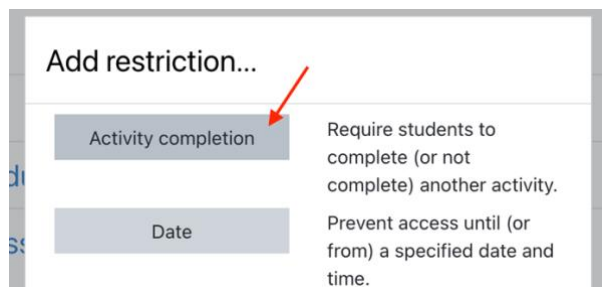 Add restriction...
Activity completion
Require students to
complete (or not
complete) another activity.
Date
Prevent access until (or
from) a specified date and
time.